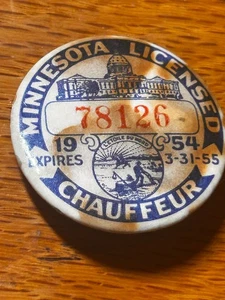 MINNESOTA LICENSED
78126
19 54
EXPIRES 3-31-55
L'ETOILE DU NORD
CHAUFFEUR